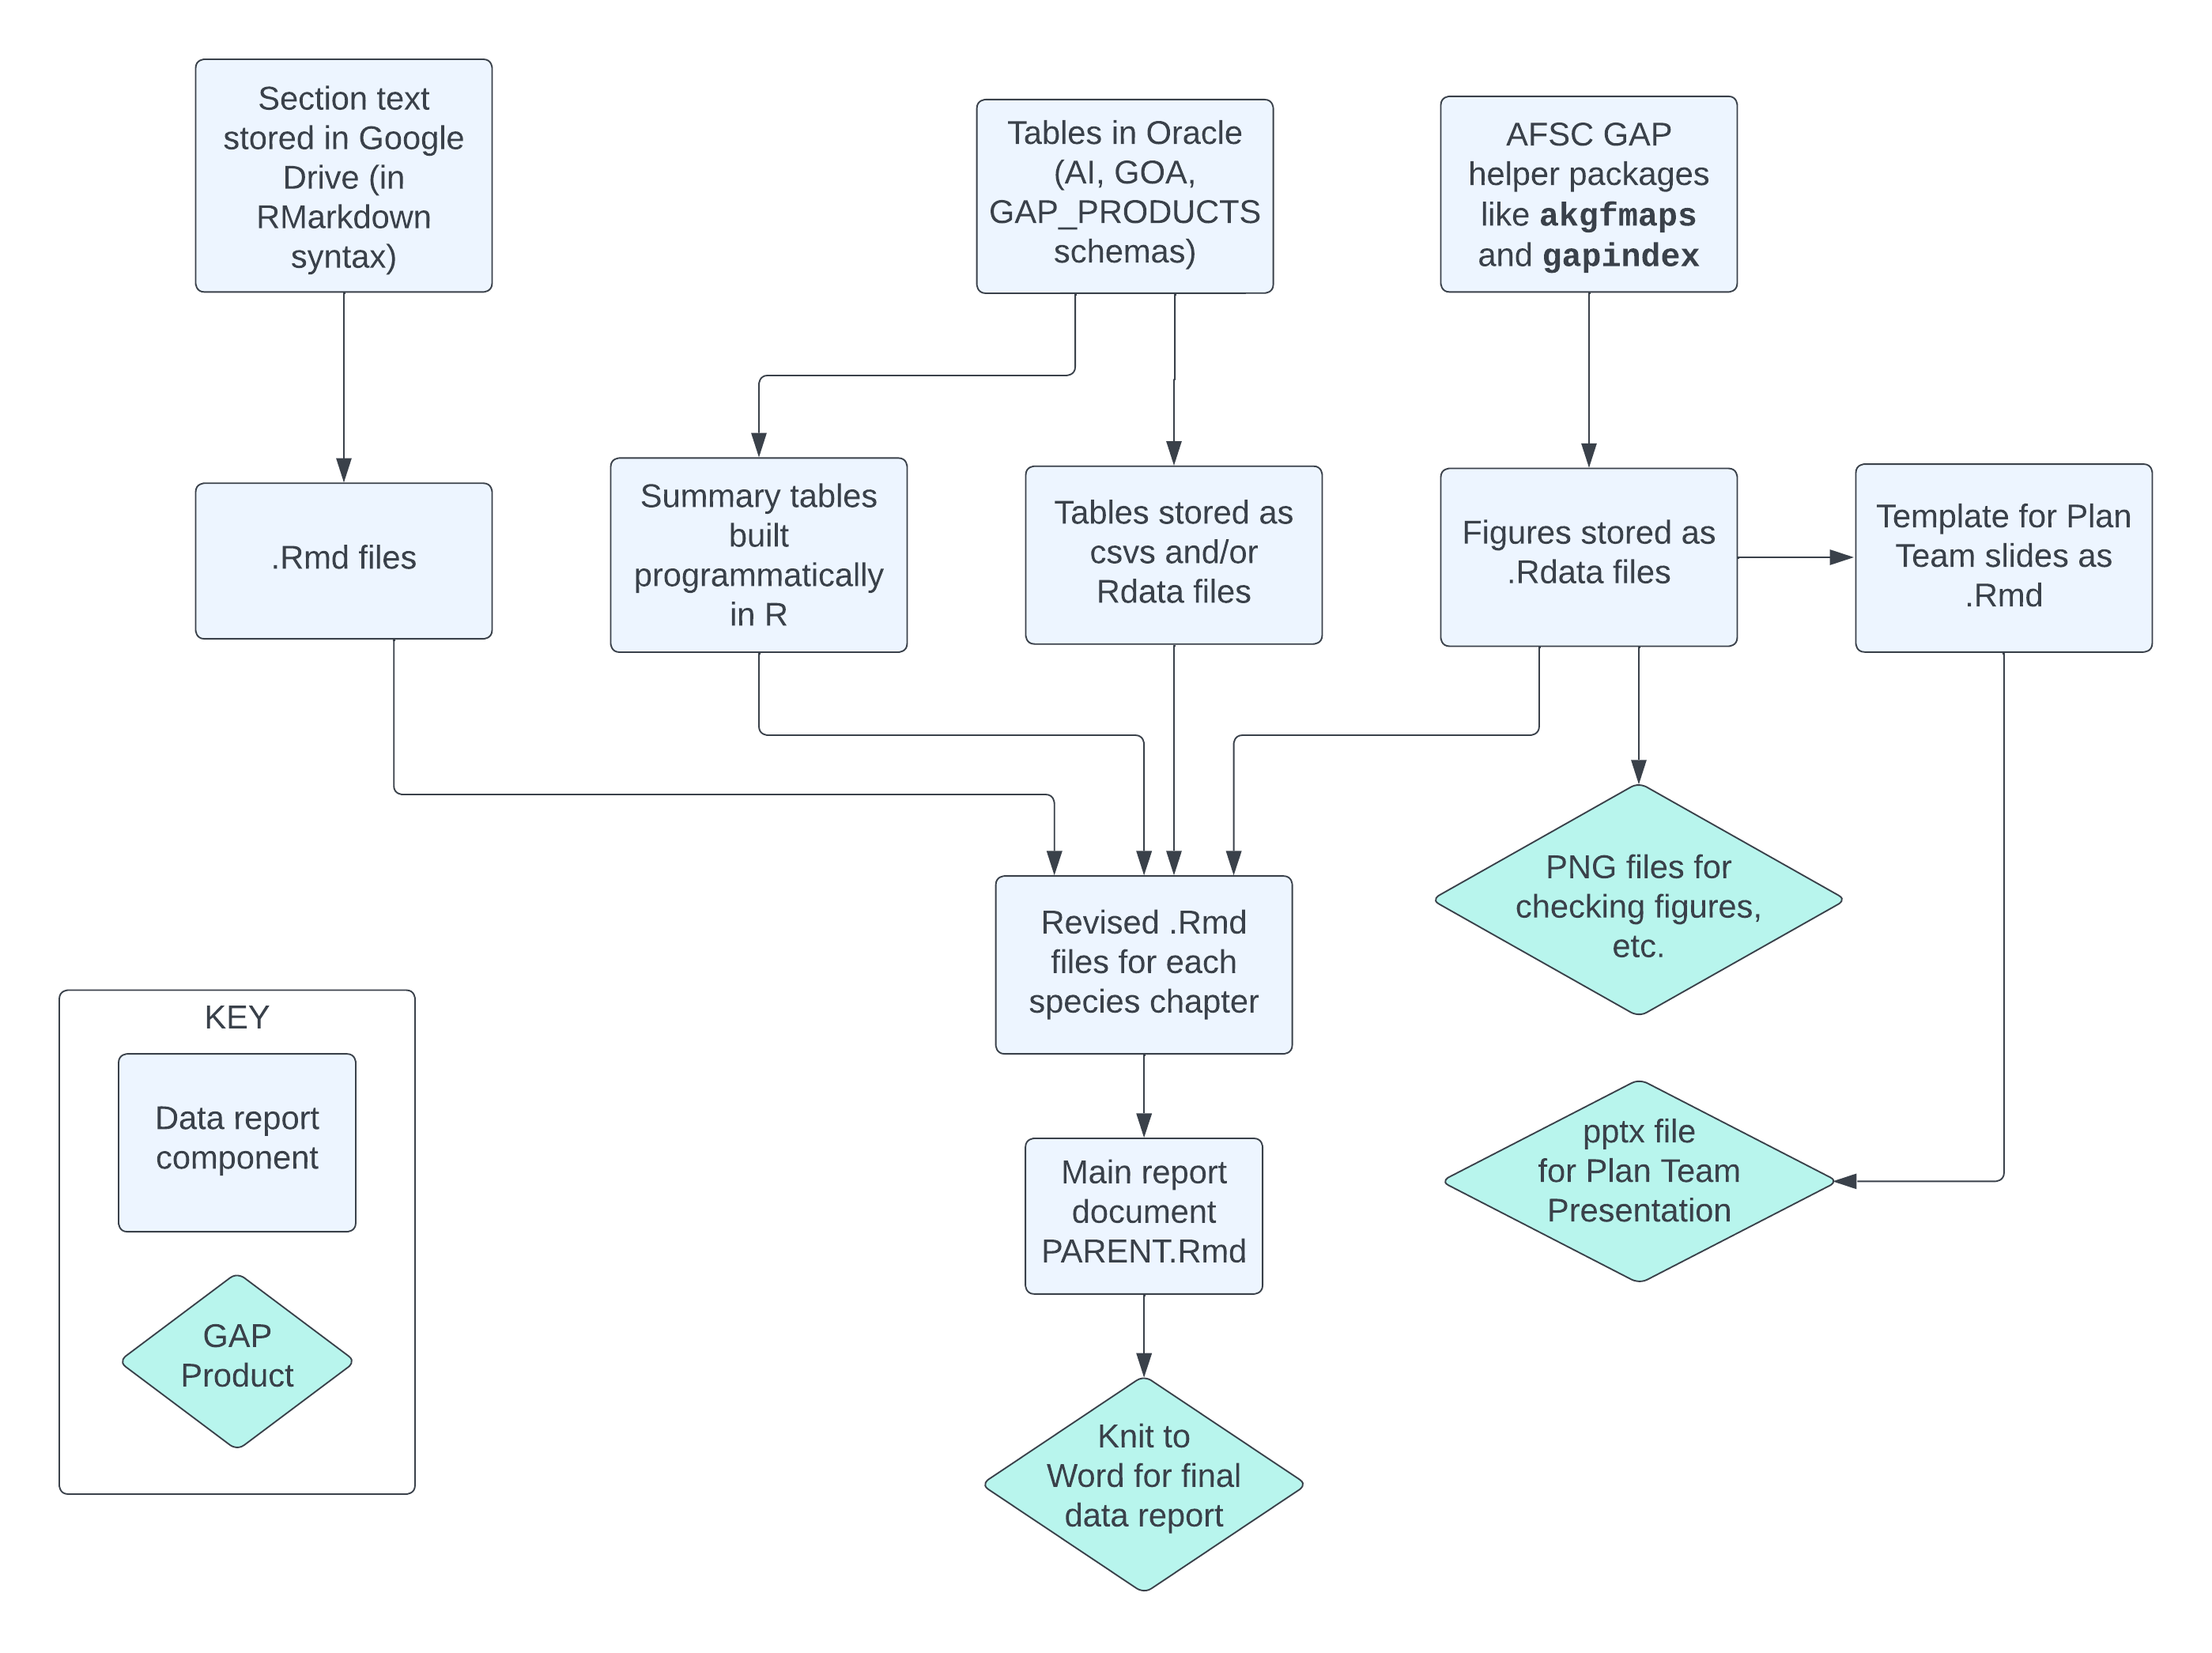 Section text
stored in Google
Drive (in
RMarkdown
syntax)
Tables in Oracle
(AI, GOA,
GAP_PRODUCTS
schemas)
AFSC GAP
helper packages
like akgfmaps
and gapindex
.Rmd files
Summary tables
built
programmatically
in R
Tables stored as
csvs and/or
Rdata files
Figures stored as
.Rdata files
Template for Plan
Team slides as
.Rmd
Revised .Rmd
files for each
species chapter
PNG files for
checking figures,
etc.
KEY
Data report
component
GAP
Product
Main report
document
PARENT.Rmd
pptx file
for Plan Team
Presentation
Knit to
Word for final
data report